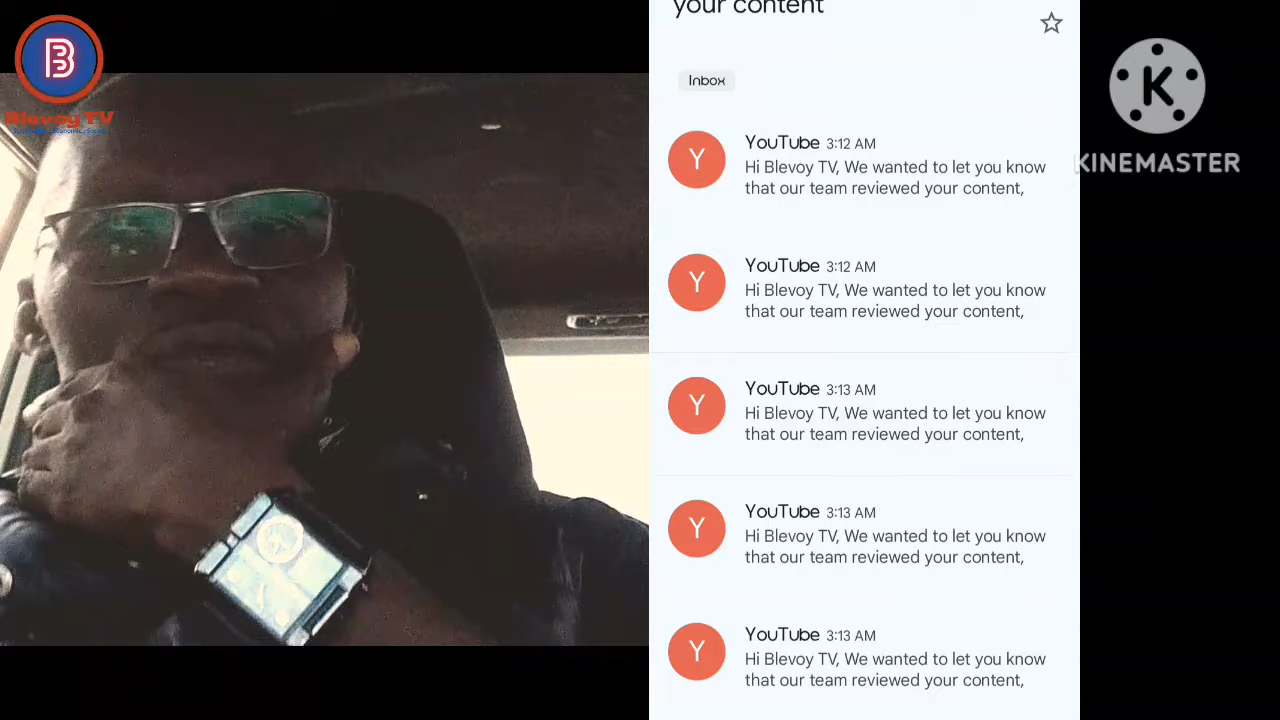 B
Blevoy TV
your content
Inbox
Y
YouTube 3:12 AM
Hi Blevoy TV, We wanted to let you know
that our team reviewed your content,
Y
YouTube 3:12 AM
Hi Blevoy TV, We wanted to let you know
that our team reviewed your content,
Y
YouTube 3:13 AM
Hi Blevoy TV, We wanted to let you know
that our team reviewed your content,
Y
YouTube 3:13 AM
Hi Blevoy TV, We wanted to let you know
that our team reviewed your content,
Y
YouTube 3:13 AM
Hi Blevoy TV, We wanted to let you know
that our team reviewed your content,
K
KINEMASTER